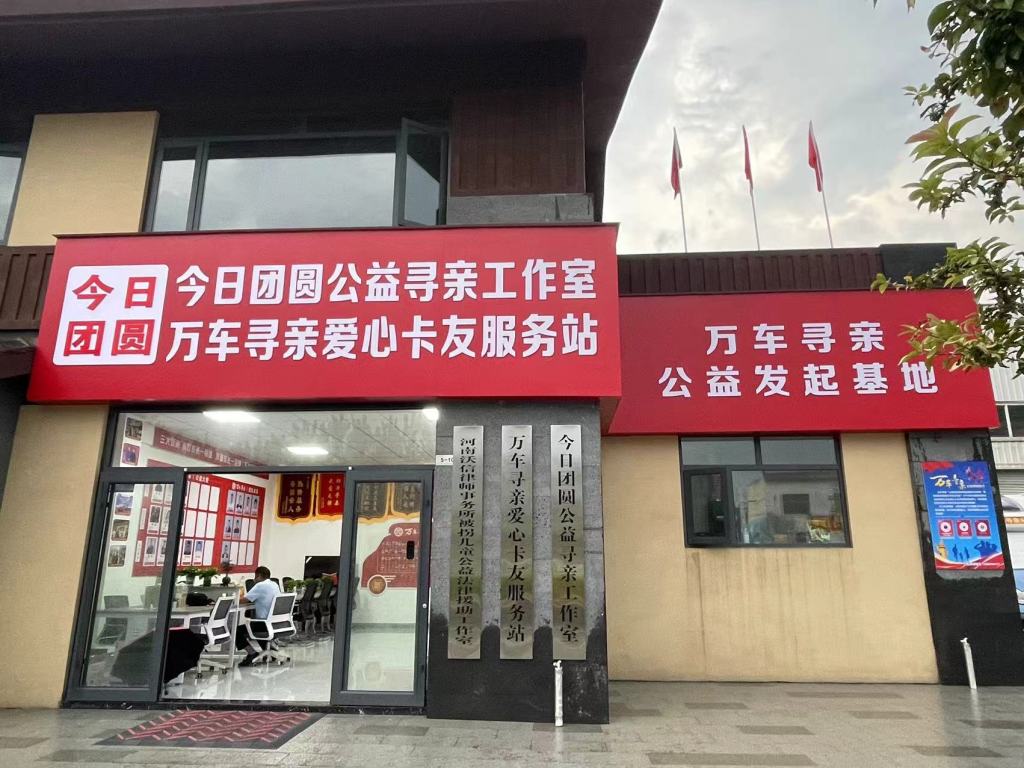 今日
团圆
今日团圆公益寻亲工作室
万车寻亲爱心卡友服务站
万车寻亲
公益发起基地
河南沃信律师事务所被拐儿童公益法律援助工作室
万车寻亲爱心卡友服务站
今日团圆公益寻亲工作室
万车寻亲